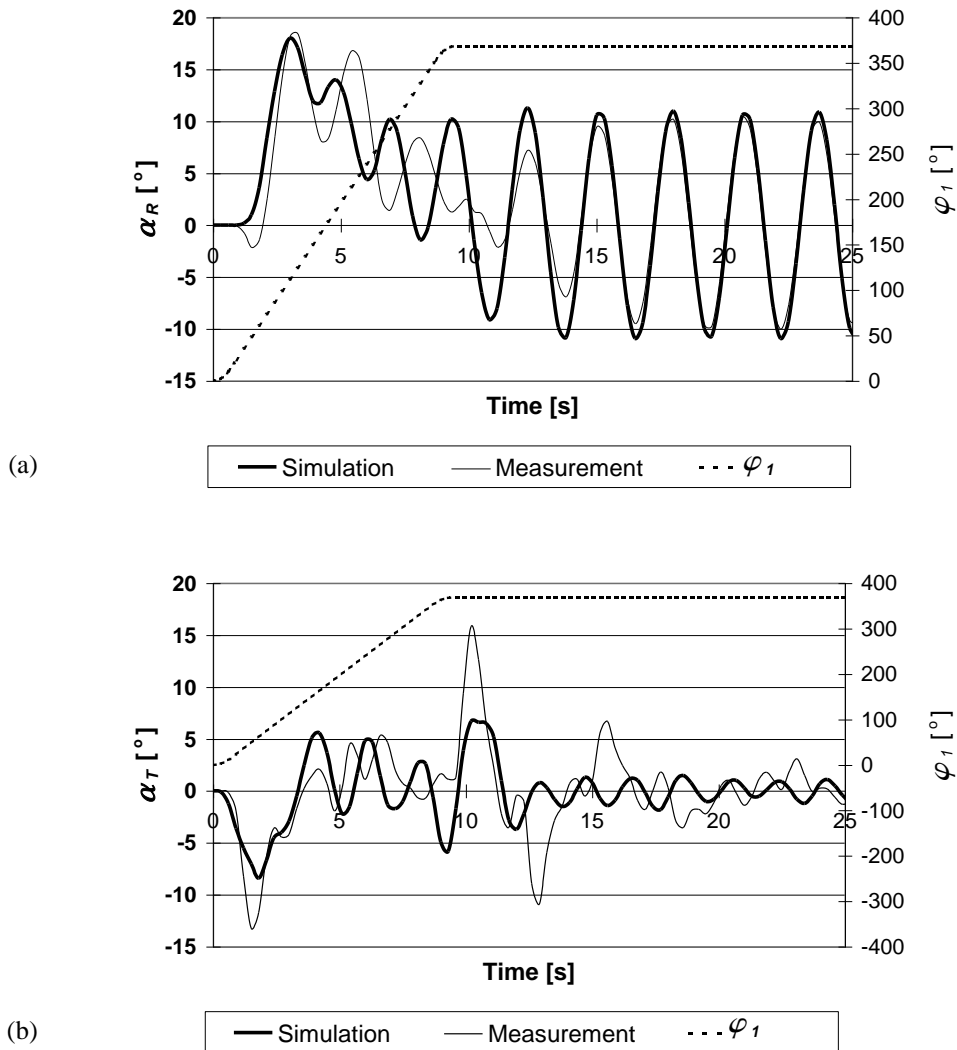 20
15
10
5
0
-5
-10
-15
α_R [°]
0 5 10 15 20 25
400
350
300
250
200
150
100
50
0
φ_1 [°]
Time [s]
(a)
Simulation Measurement φ_1
20
15
10
5
0
-5
-10
-15
α_T [°]
0 5 10 15 20 25
400
300
200
100
0
-100
-200
-300
-400
φ_1 [°]
Time [s]
(b)
Simulation Measurement φ_1